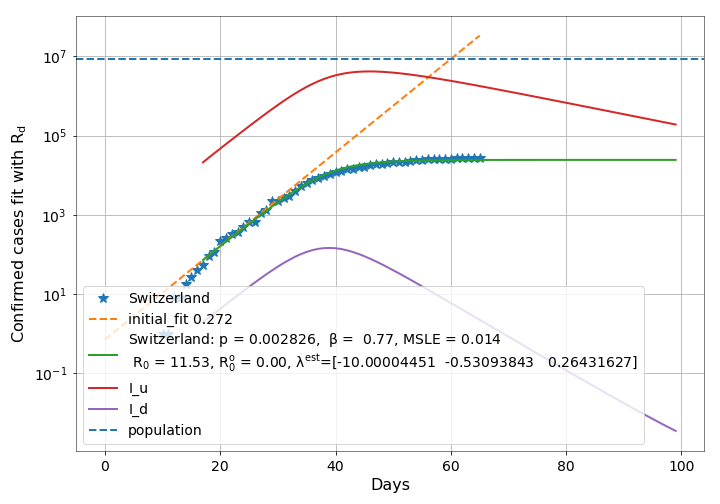 Confirmed cases fit with R_d
10^7
10^5
10^3
10^1
10^−1
Switzerland
initial_fit 0.272
Switzerland: p = 0.002826, β = 0.77, MSLE = 0.014
R_0 = 11.53, R_0^o = 0.00, λ^est=[-10.00004451 -0.53093843 0.26431627]
I_u
I_d
population
0 20 40 60 80 100
Days